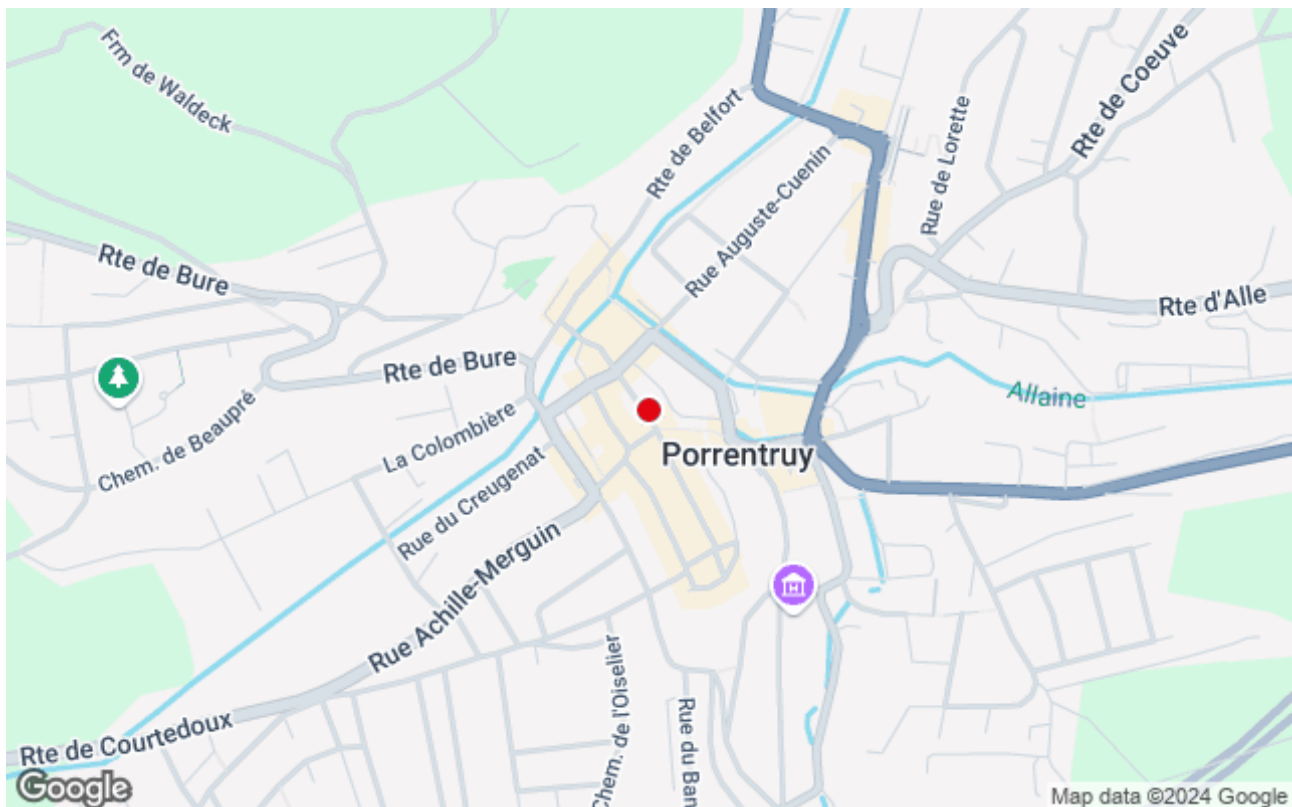 Frm de Waldeck
Rte de Belfort
Rte de Coeuve
Rue de Lorette
Rue Auguste-Cuenin
Rte de Bure
Rte d'Alle
Rte de Bure
Allaine
Chem. de Beaupré
La Colombière
Porrentruy
Rue du Creugenat
Rue Achille-Merguin
Chem. de l'Oiselier
Rue du Ban
Rte de Courtedoux
Google
Map data ©2024 Google